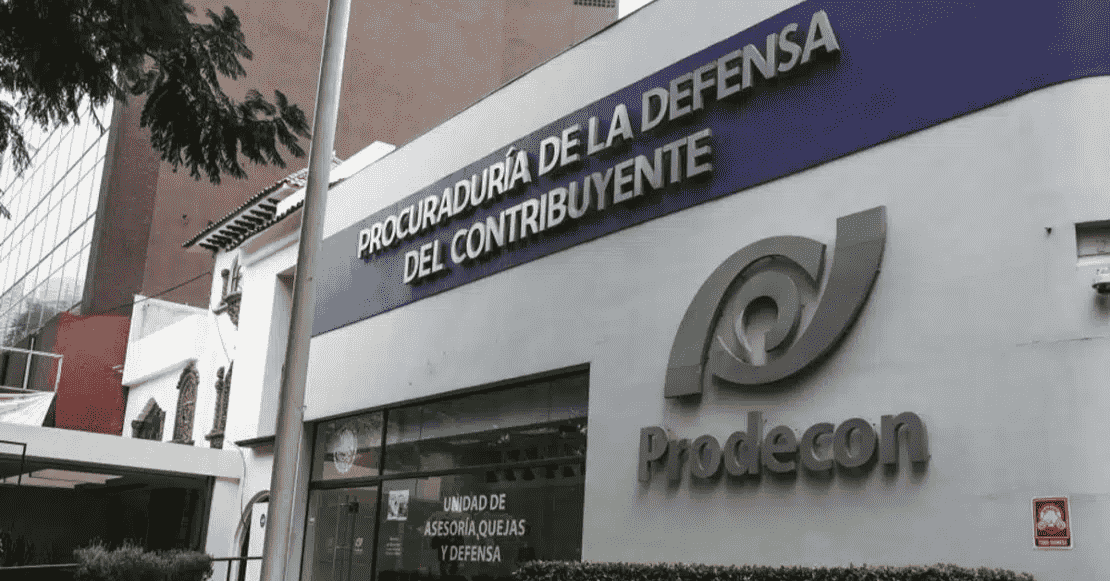 PROCURADURÍA DE LA DEFENSA
DEL CONTRIBUYENTE
Prodecon
UNIDAD DE
ASESORÍA,QUEJAS
Y DEFENSA